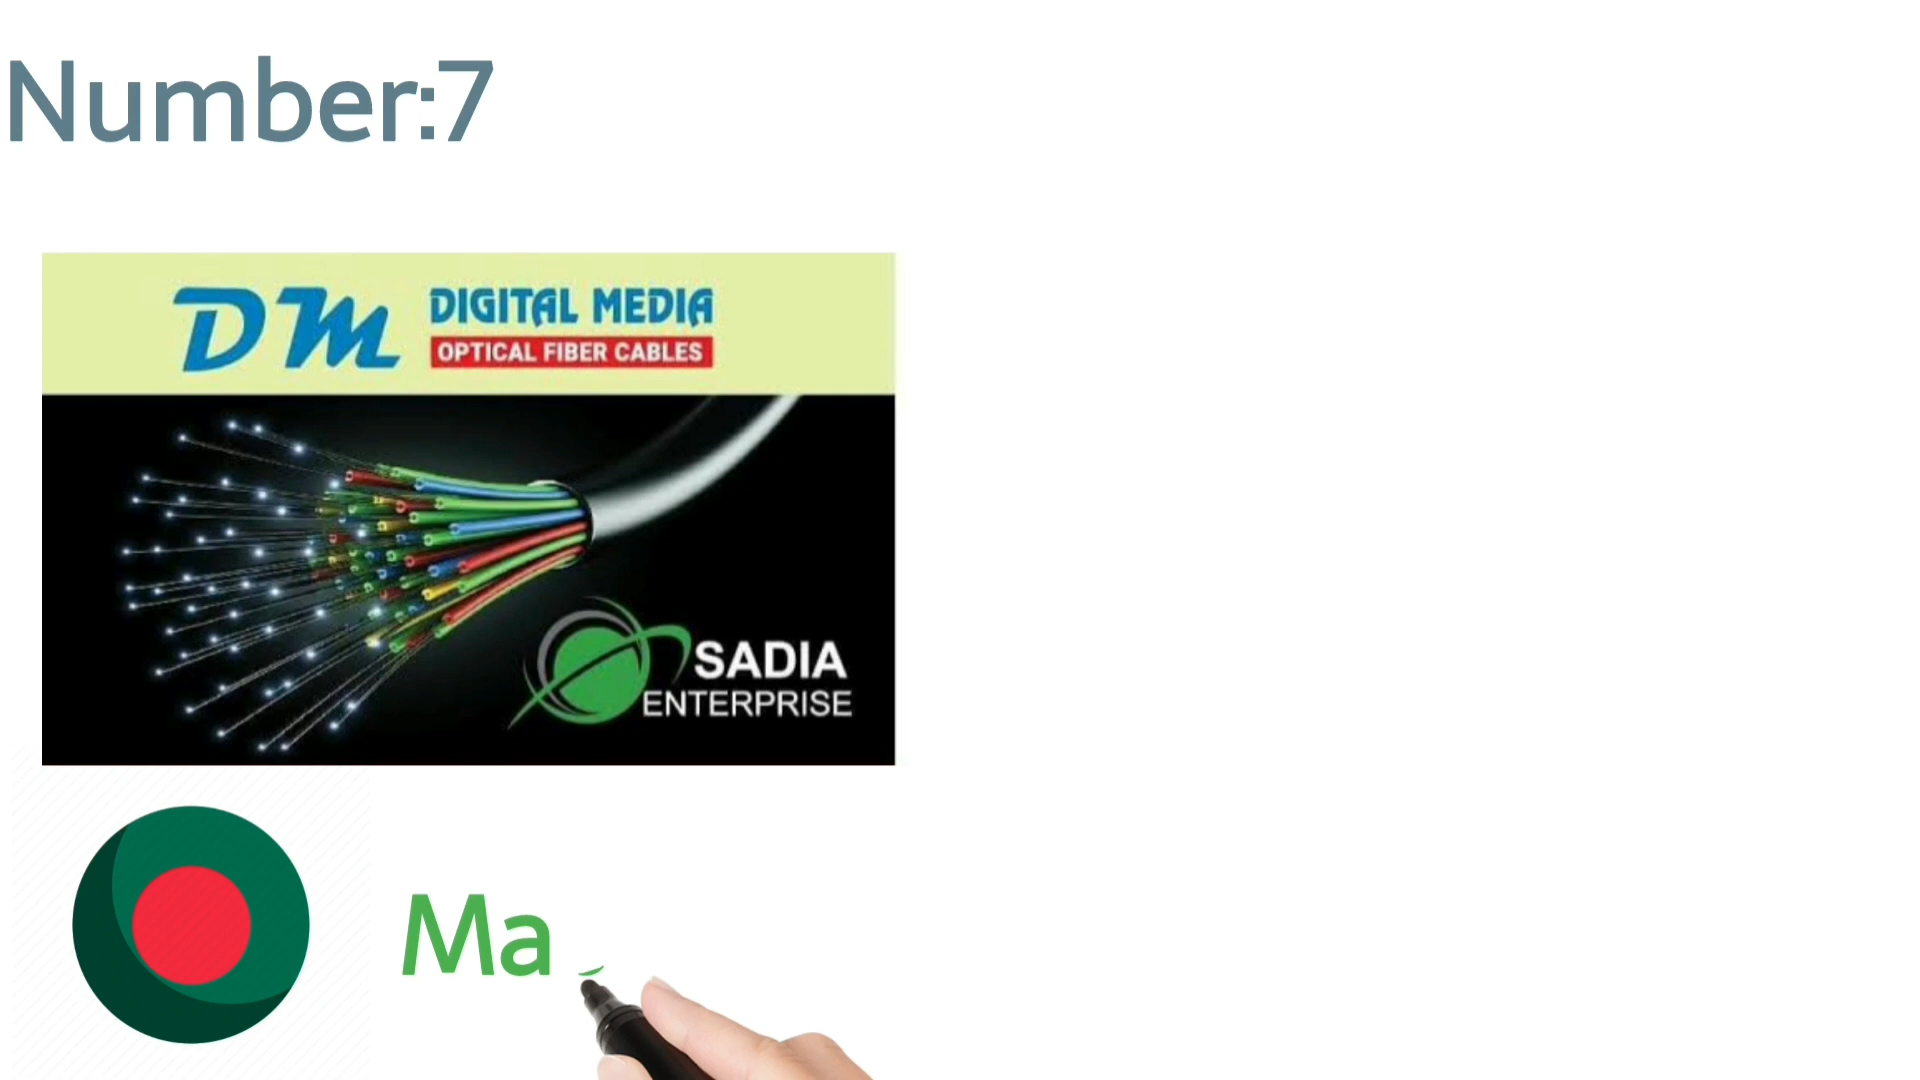 Number:7
DM DIGITAL MEDIA
OPTICAL FIBER CABLES
SADIA
ENTERPRISE
Ma